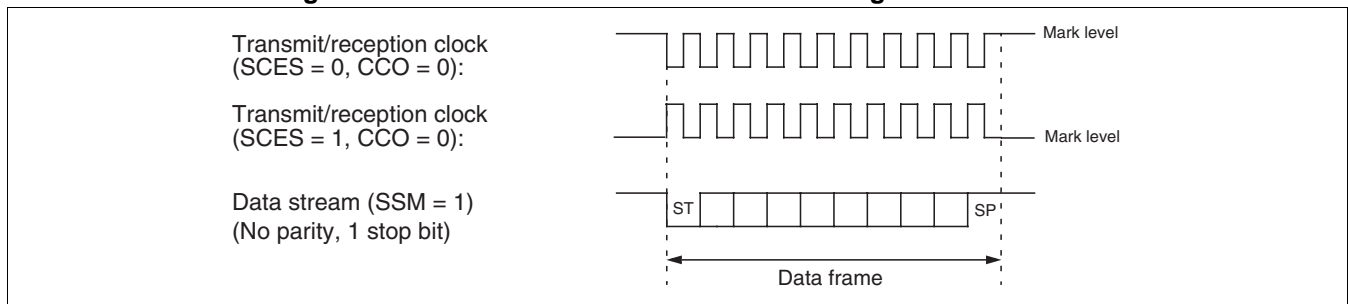 Transmit/reception clock
(SCES = 0, CCO = 0):
Mark level
Transmit/reception clock
(SCES = 1, CCO = 0):
Mark level
Data stream (SSM = 1)
(No parity, 1 stop bit)
ST
SP
Data frame